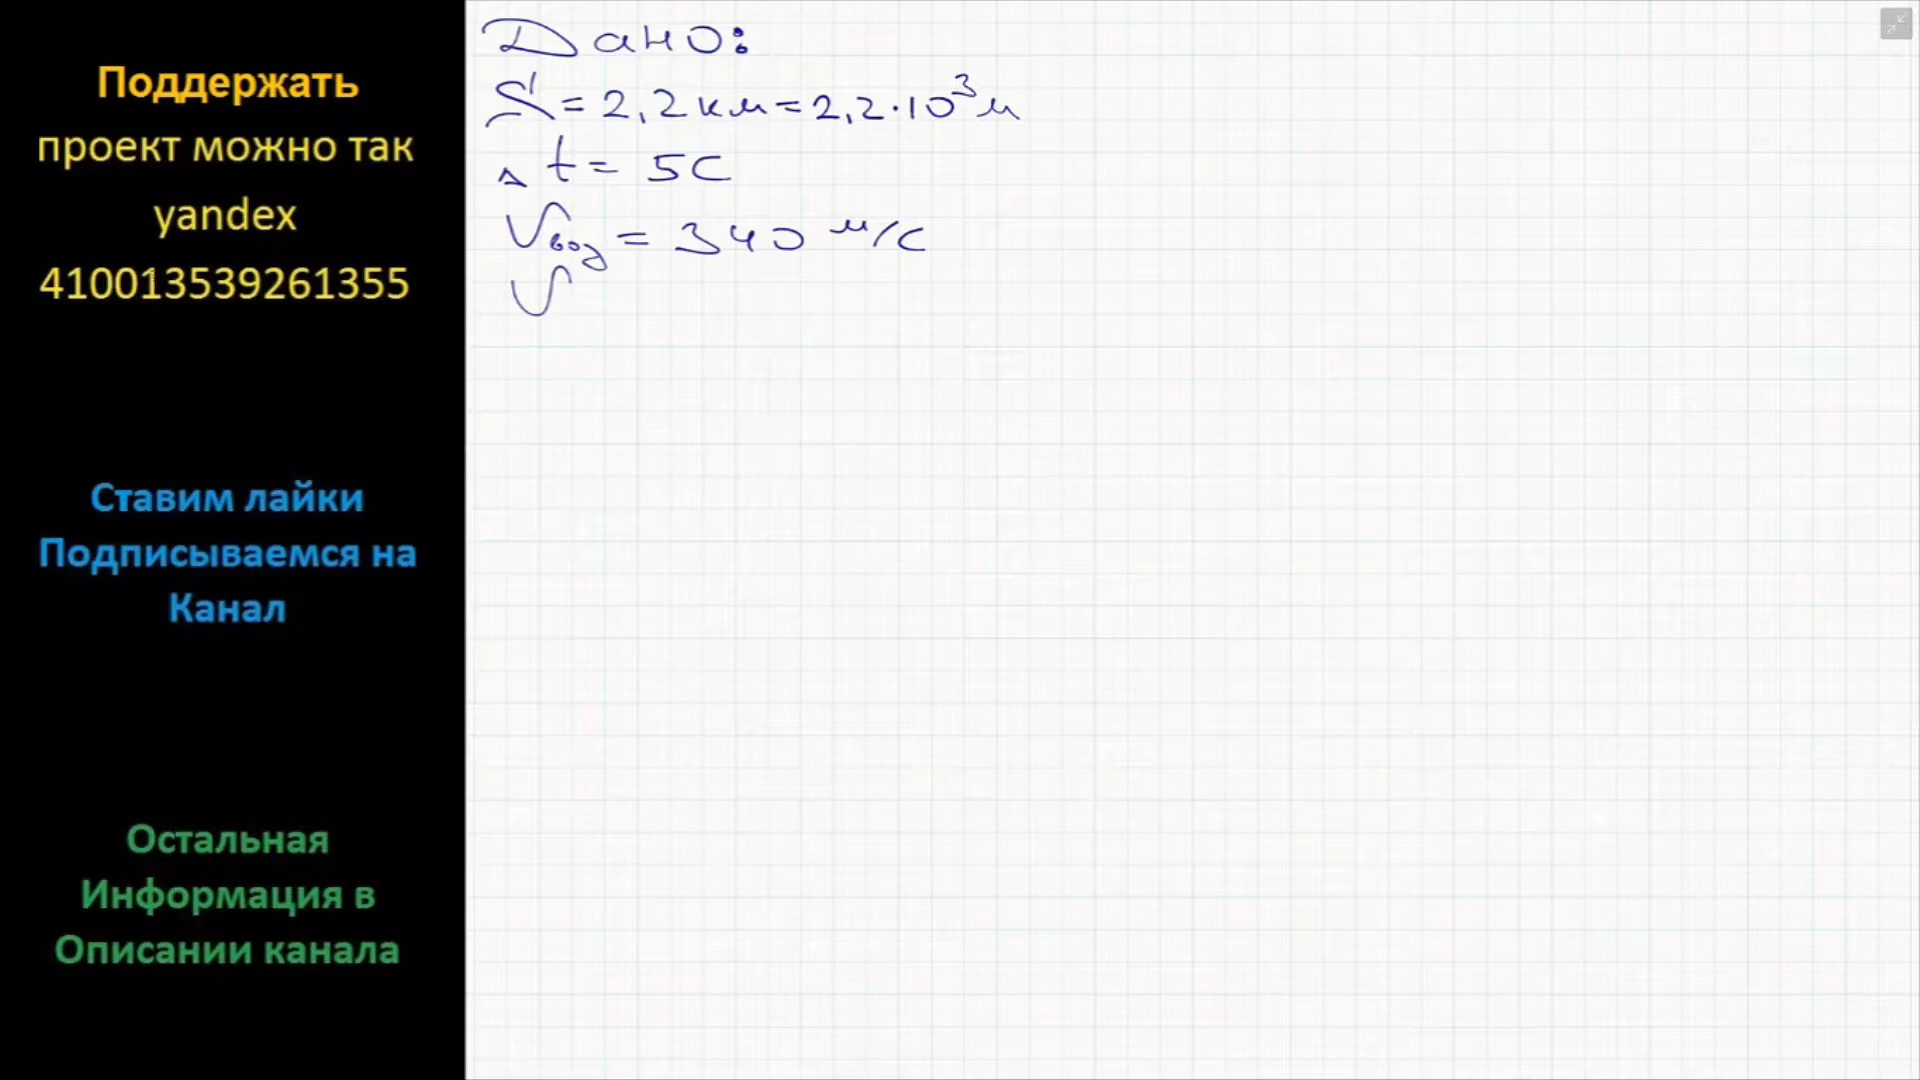 Поддержать
проект можно так
yandex
410013539261355
Ставим лайки
Подписываемся на
Канал
Остальная
Информация в
Описании канала
Дано:
S = 2,2 км = 2,2·10³ м
Δt = 5 с
Vвозд = 340 м/с
V